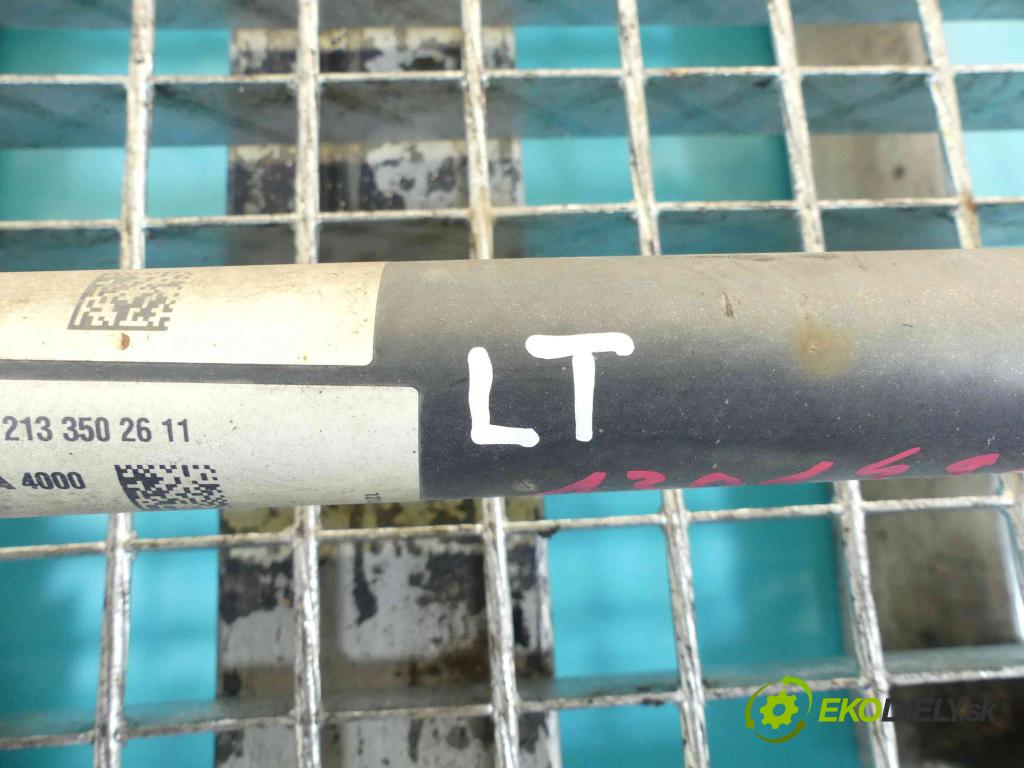 LT
213 350 26 11
A 4000
EKODIELY.sk